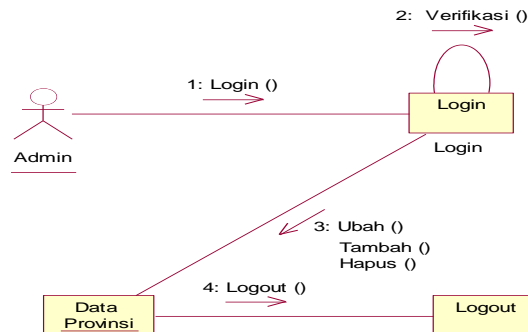 2: Verifikasi ()
1: Login ()
Login
Admin
Login
3: Ubah ()
Tambah ()
Hapus ()
4: Logout ()
Data
Provinsi
Logout